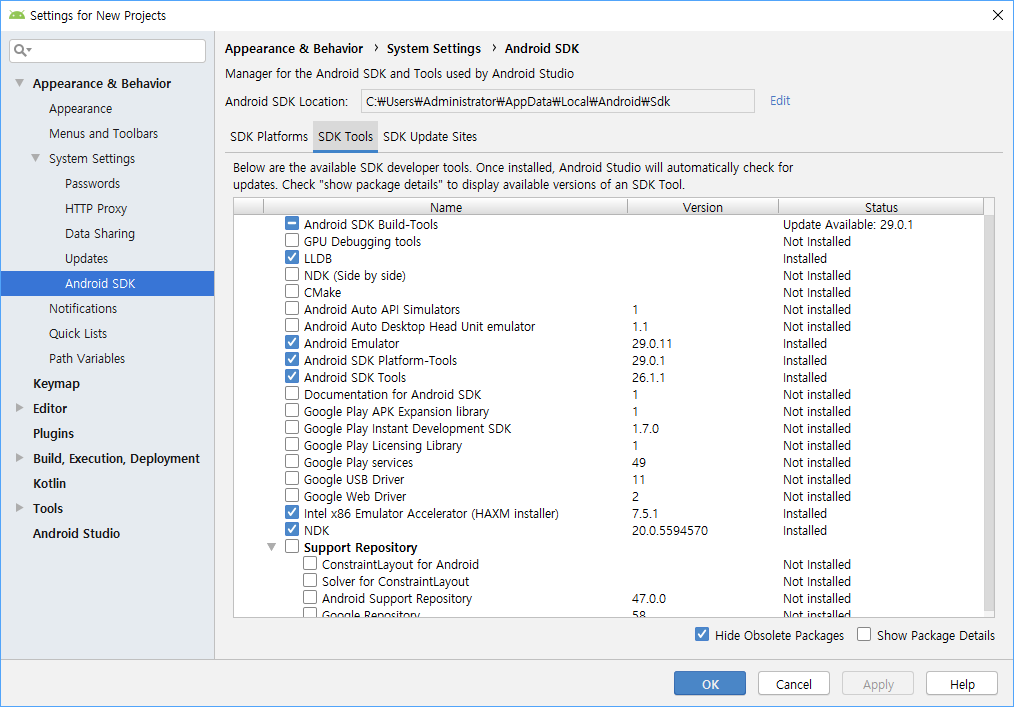 Settings for New Projects
Appearance & Behavior
Appearance
Menus and Toolbars
System Settings
Passwords
HTTP Proxy
Data Sharing
Updates
Android SDK
Notifications
Quick Lists
Path Variables
Keymap
Editor
Plugins
Build, Execution, Deployment
Kotlin
Tools
Android Studio
Appearance & Behavior › System Settings › Android SDK
Manager for the Android SDK and Tools used by Android Studio
Android SDK Location: C:₩Users₩Administrator₩AppData₩Local₩Android₩Sdk Edit
SDK Platforms SDK Tools SDK Update Sites
Below are the available SDK developer tools. Once installed, Android Studio will automatically check for
updates. Check "show package details" to display available versions of an SDK Tool.
Name Version Status
Android SDK Build-Tools Update Available: 29.0.1
GPU Debugging tools Not Installed
LLDB Installed
NDK (Side by side) Not Installed
CMake Not Installed
Android Auto API Simulators 1 Not installed
Android Auto Desktop Head Unit emulator 1.1 Not installed
Android Emulator 29.0.11 Installed
Android SDK Platform-Tools 29.0.1 Installed
Android SDK Tools 26.1.1 Installed
Documentation for Android SDK 1 Not installed
Google Play APK Expansion library 1 Not installed
Google Play Instant Development SDK 1.7.0 Not installed
Google Play Licensing Library 1 Not installed
Google Play services 49 Not installed
Google USB Driver 11 Not installed
Google Web Driver 2 Not installed
Intel x86 Emulator Accelerator (HAXM installer) 7.5.1 Installed
NDK 20.0.5594570 Installed
Support Repository
ConstraintLayout for Android Not Installed
Solver for ConstraintLayout Not Installed
Android Support Repository 47.0.0 Not installed
Google Repository 58 Not installed
Hide Obsolete Packages Show Package Details
OK Cancel Apply Help